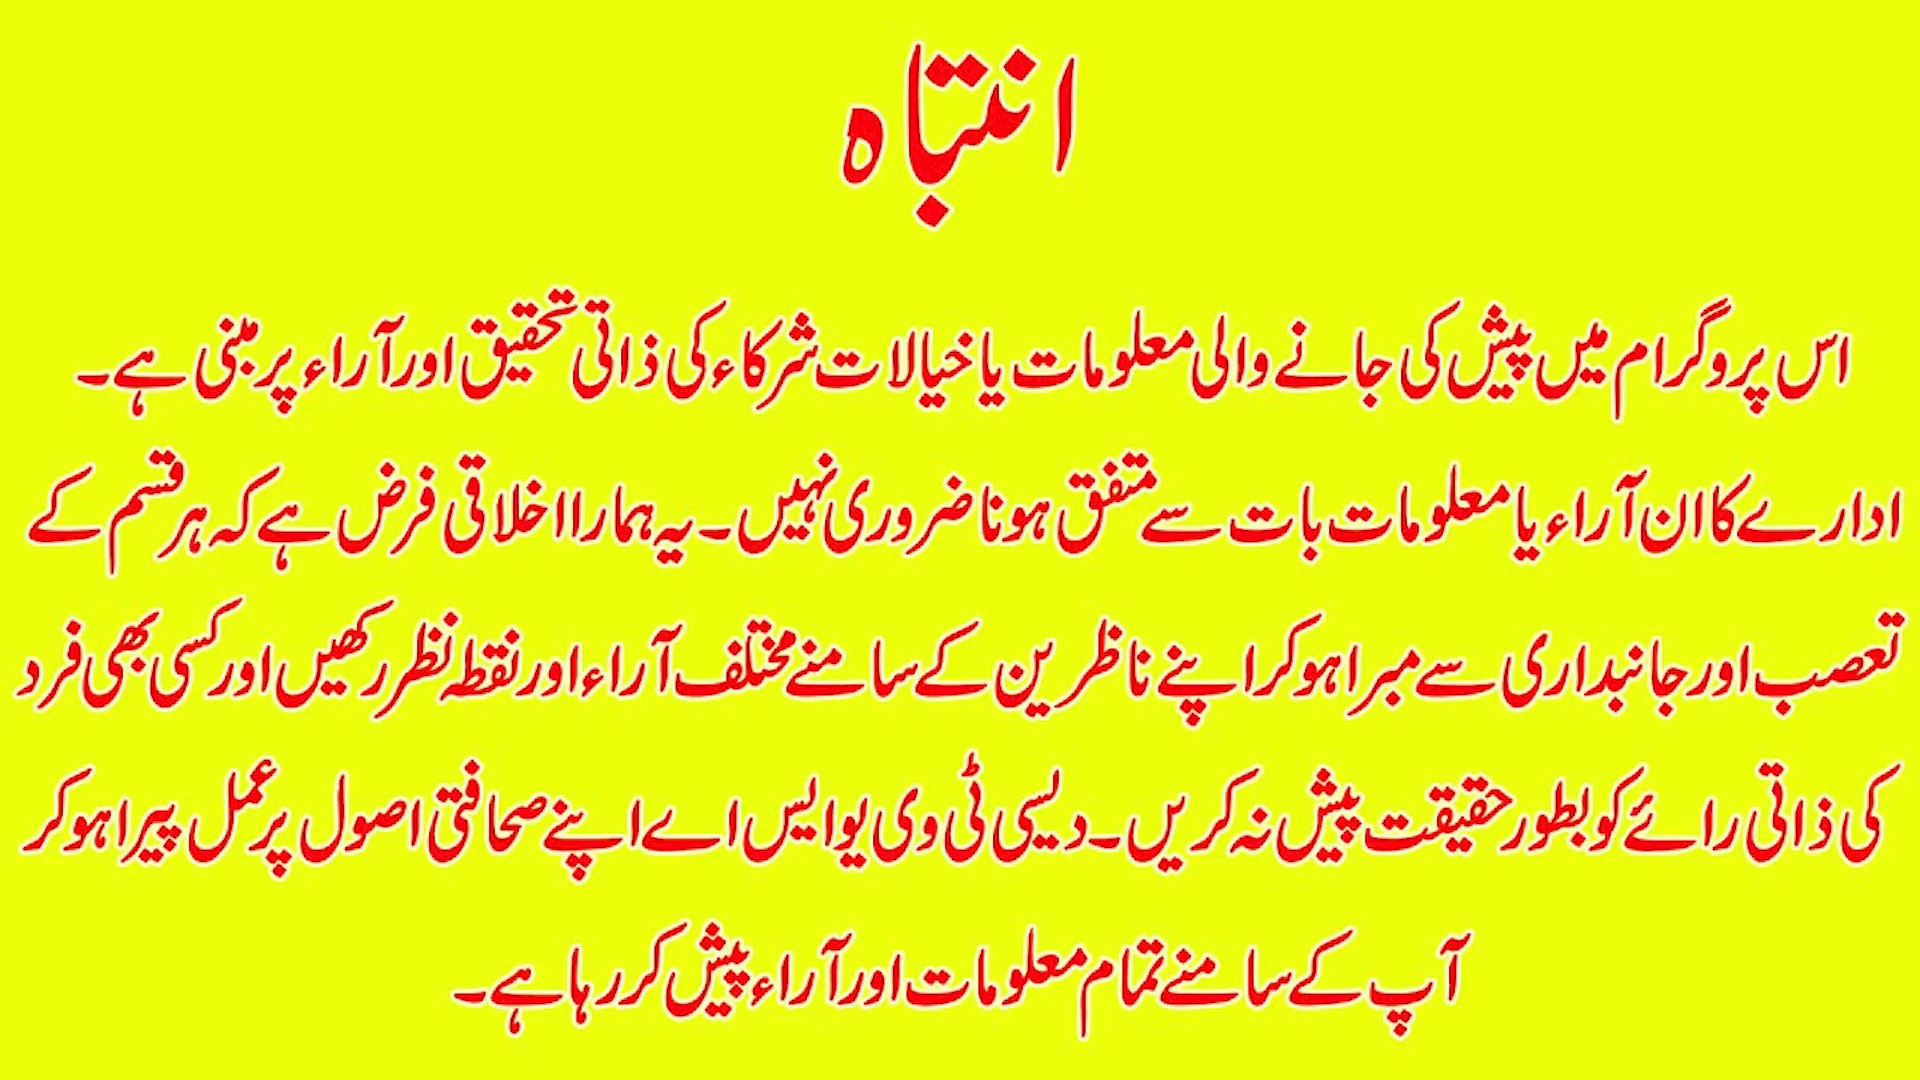 انتباہ
اس پروگرام میں پیش کی جانے والی معلومات یا خیالات شرکاء کی ذاتی تحقیق اور آراء پر مبنی ہے۔
ادارے کا ان آراء یا معلومات بات سے متفق ہونا ضروری نہیں۔ یہ ہمارا اخلاقی فرض ہے کہ ہر قسم کے
تعصب اور جانبداری سے مبرا ہو کر اپنے ناظرین کے سامنے مختلف آراء اور نقطہ نظر رکھیں اور کسی بھی فرد
کی ذاتی رائے کو بطور حقیقت پیش نہ کریں۔ دیسی ٹی وی یو ایس اے اپنے صحافتی اصول پر عمل پیرا ہو کر
آپ کے سامنے تمام معلومات اور آراء پیش کر رہا ہے۔